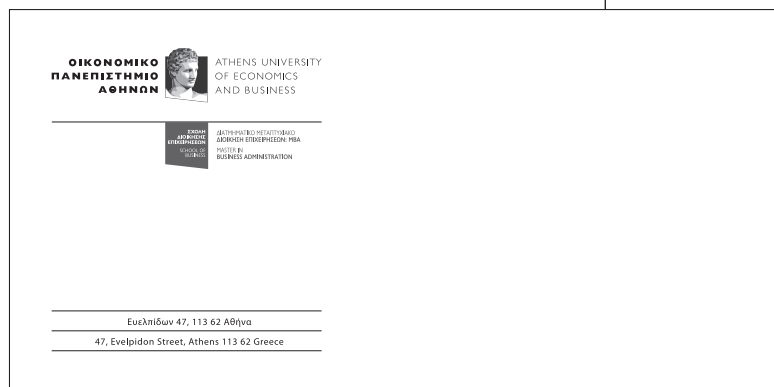 ΟΙΚΟΝΟΜΙΚΟ
ΠΑΝΕΠΙΣΤΗΜΙΟ
ΑΘΗΝΩΝ
ATHENS UNIVERSITY
OF ECONOMICS
AND BUSINESS
ΣΧΟΛΗ
ΔΙΟΙΚΗΣΗΣ
ΕΠΙΧΕΙΡΗΣΕΩΝ
SCHOOL OF
BUSINESS
ΔΙΑΤΜΗΜΑΤΙΚΟ ΜΕΤΑΠΤΥΧΙΑΚΟ
ΔΙΟΙΚΗΣΗ ΕΠΙΧΕΙΡΗΣΕΩΝ: MBA
MASTER IN
BUSINESS ADMINISTRATION
Ευελπίδων 47, 113 62 Αθήνα
47, Evelpidon Street, Athens 113 62 Greece